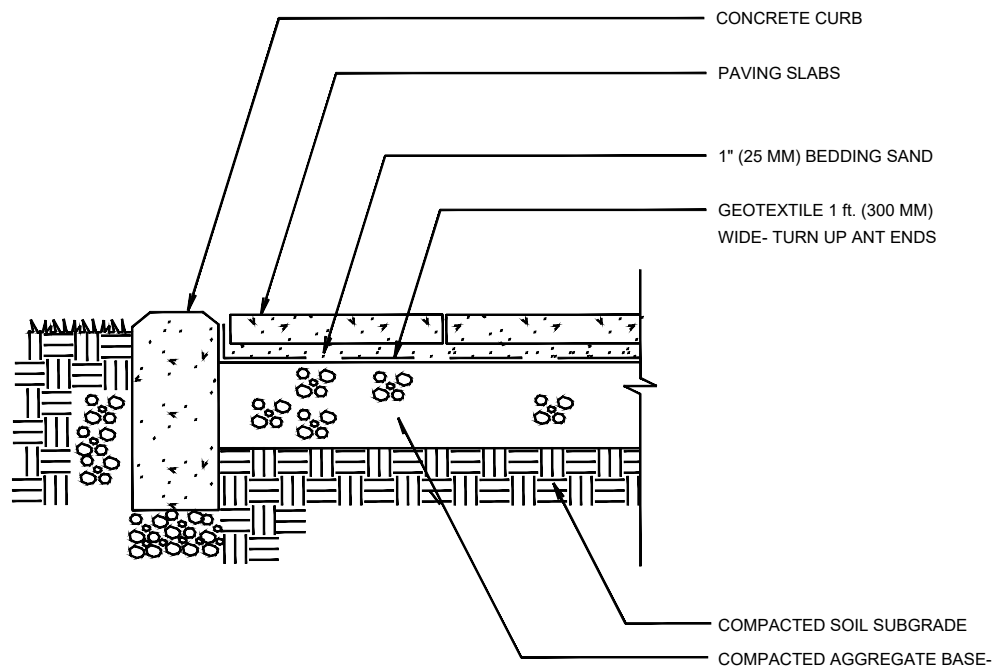 CONCRETE CURB
PAVING SLABS
1" (25 MM) BEDDING SAND
GEOTEXTILE 1 ft. (300 MM)
WIDE- TURN UP ANT ENDS
COMPACTED SOIL SUBGRADE
COMPACTED AGGREGATE BASE-